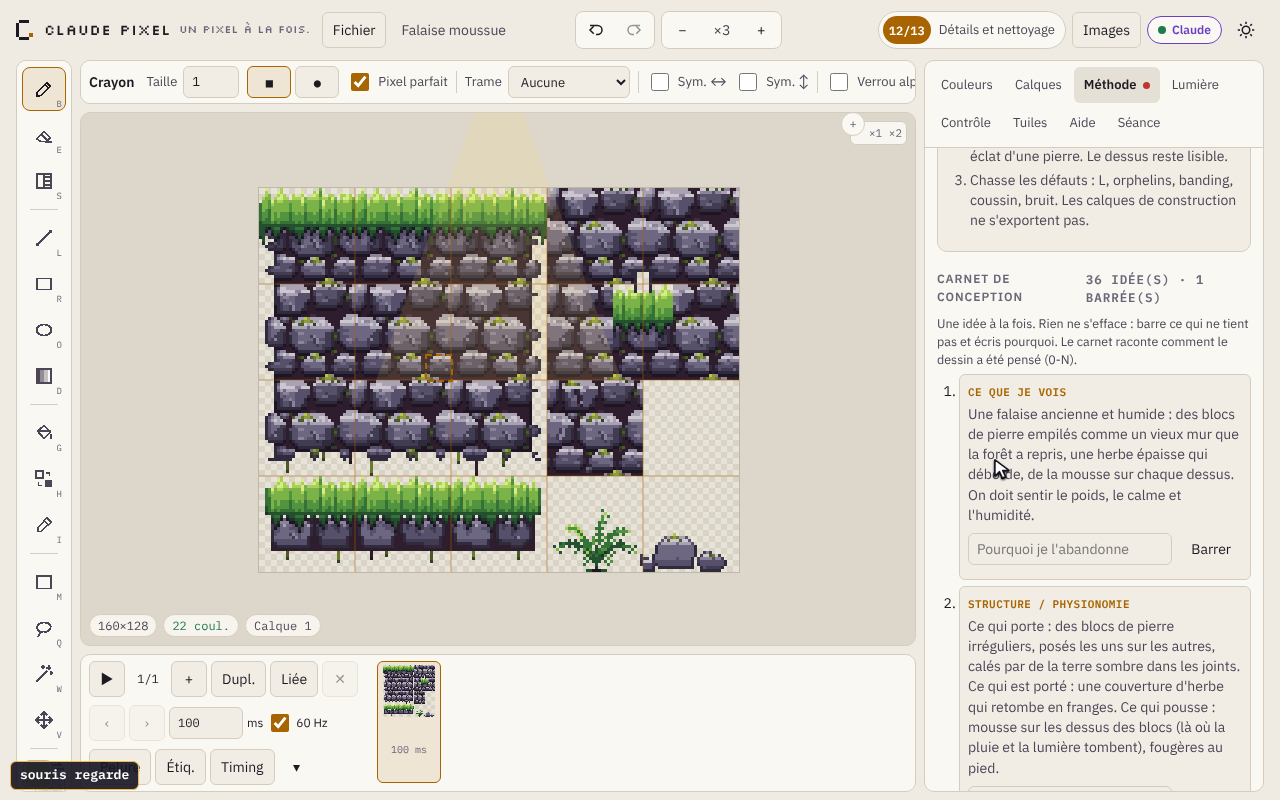 CLAUDE PIXEL UN PIXEL À LA FOIS. Fichier Falaise moussue − ×3 + 12/13 Détails et nettoyage Images Claude
Crayon Taille 1 Pixel parfait Trame Aucune Sym. Sym. Verrou alp
B
E
S
L
R
O
D
G
H
I
M
Q
W
V
+ ×1 ×2
160×128 22 coul. Calque 1
1/1 + Dupl. Liée ✕
‹ › 100 ms 60 Hz
Étiq. Timing ▼
100 ms
souris regarde
Couleurs Calques Méthode Lumière
Contrôle Tuiles Aide Séance
éclat d'une pierre. Le dessus reste lisible.
3. Chasse les défauts : L, orphelins, banding,
coussin, bruit. Les calques de construction
ne s'exportent pas.
CARNET DE CONCEPTION
36 IDÉE(S) · 1 BARRÉE(S)
Une idée à la fois. Rien ne s'efface : barre ce qui ne tient
pas et écris pourquoi. Le carnet raconte comment le
dessin a été pensé (0-N).
1. CE QUE JE VOIS
Une falaise ancienne et humide : des blocs
de pierre empilés comme un vieux mur que
la forêt a repris, une herbe épaisse qui
déborde, de la mousse sur chaque dessus.
On doit sentir le poids, le calme et
l'humidité.
Pourquoi je l'abandonne Barrer
2. STRUCTURE / PHYSIONOMIE
Ce qui porte : des blocs de pierre
irréguliers, posés les uns sur les autres,
calés par de la terre sombre dans les joints.
Ce qui est porté : une couverture d'herbe
qui retombe en franges. Ce qui pousse :
mousse sur les dessus des blocs (là où la
pluie et la lumière tombent), fougères au
pied.